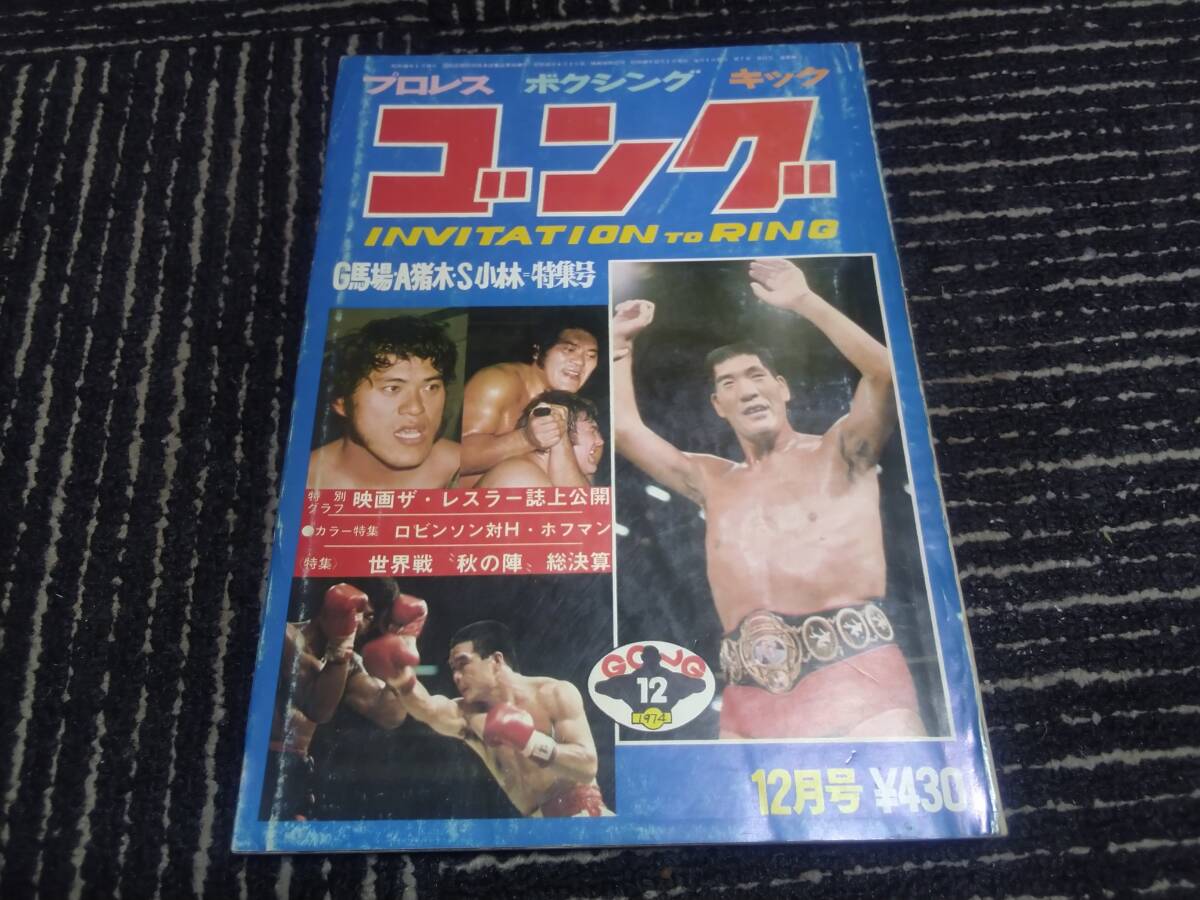 プロレス ボクシング キック
ゴング
INVITATION TO RING
G馬場・A猪木・S小林=特集号
特別グラフ 映画ザ・レスラー誌上公開
●カラー特集 ロビンソン対H・ホフマン
(特集) 世界戦〝秋の陣〟総決算
GONG
12
1974
12月号 ¥430